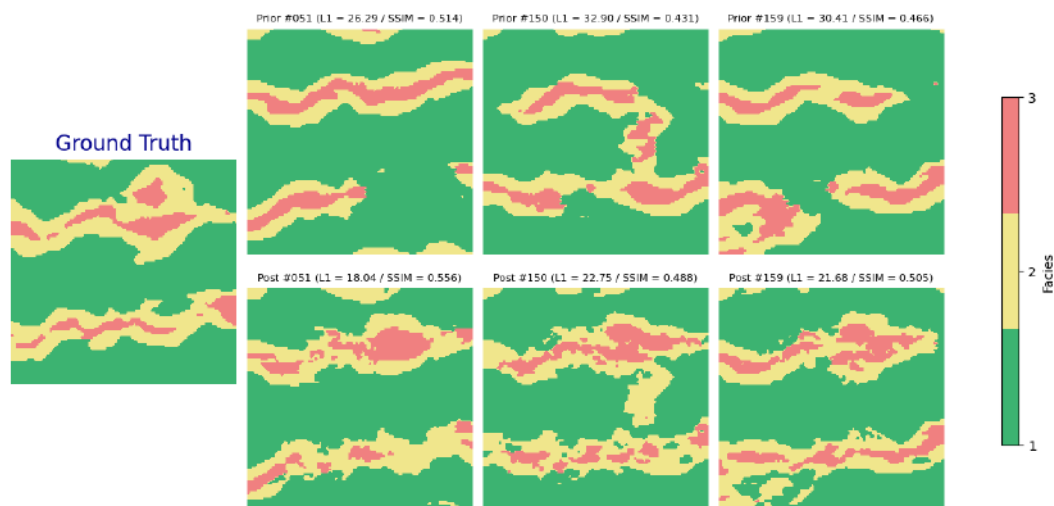 Prior #051 (L1 = 26.29 / SSIM = 0.514)
Prior #150 (L1 = 32.90 / SSIM = 0.431)
Prior #159 (L1 = 30.41 / SSIM = 0.466)
Ground Truth
Post #051 (L1 = 18.04 / SSIM = 0.556)
Post #150 (L1 = 22.75 / SSIM = 0.488)
Post #159 (L1 = 21.68 / SSIM = 0.505)
3
2
1
Facies